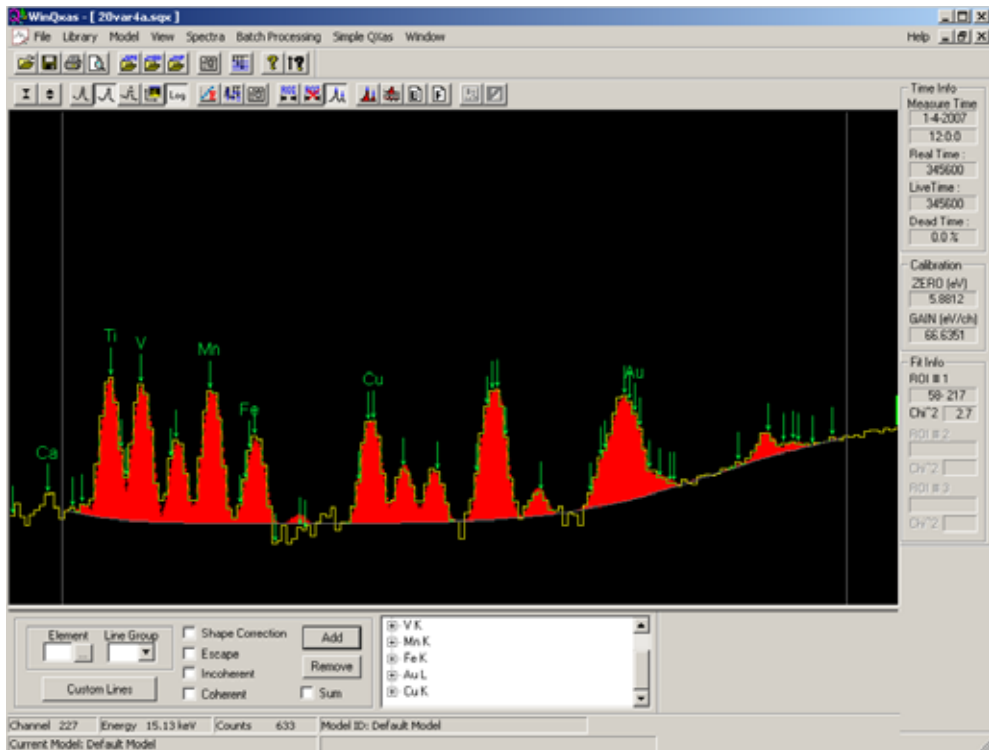 WinQxas - [ 20var4a.sqx ]
File Library Model View Spectra Batch Processing Simple QXas Window Help
Log
Time Info
Measure Time
1-4-2007
12:0:0
Real Time :
345600
LiveTime :
345600
Dead Time :
0.0 %
Calibration
ZERO (eV)
5.8812
GAIN (eV/ch)
66.6351
Fit Info
ROI # 1
58- 217
Chi^2 2.7
ROI # 2
Chi^2
ROI # 3
Chi^2
Ti
V
Mn
Cu
Au
Fe
Ca
Element Line Group
Custom Lines
Shape Correction
Escape
Incoherent
Coherent
Add
Remove
Sum
V K
Mn K
Fe K
Au L
Cu K
Channel 227 Energy 15.13 keV Counts 633 Model ID: Default Model
Current Model: Default Model